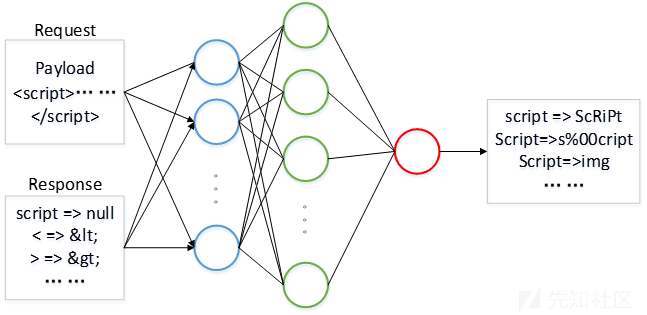 Request
Payload
<script>… …
</script>
Response
script => null
< => &lt;
> => &gt;
… …
script => ScRiPt
Script=>s%00cript
Script=>img
… …
先知社区